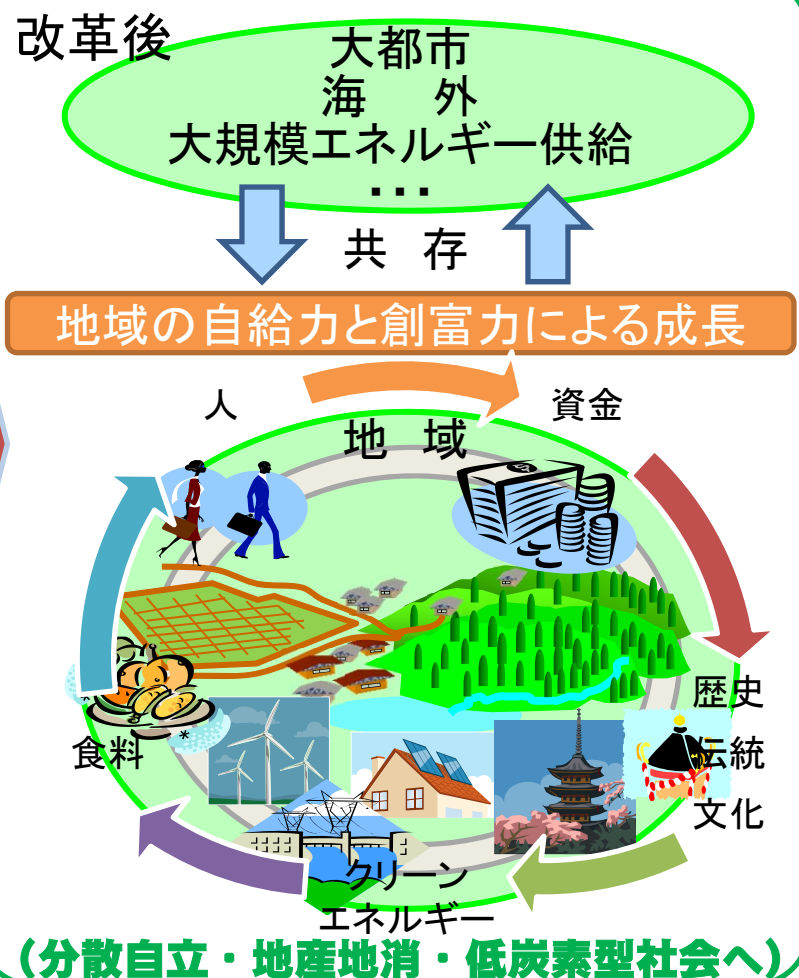 改革後
大都市
海　外
大規模エネルギー供給
・・・
共　存
地域の自給力と創富力による成長
人
資金
地　域
歴史
伝統
文化
食料
クリーン
エネルギー
（分散自立・地産地消・低炭素型社会へ）